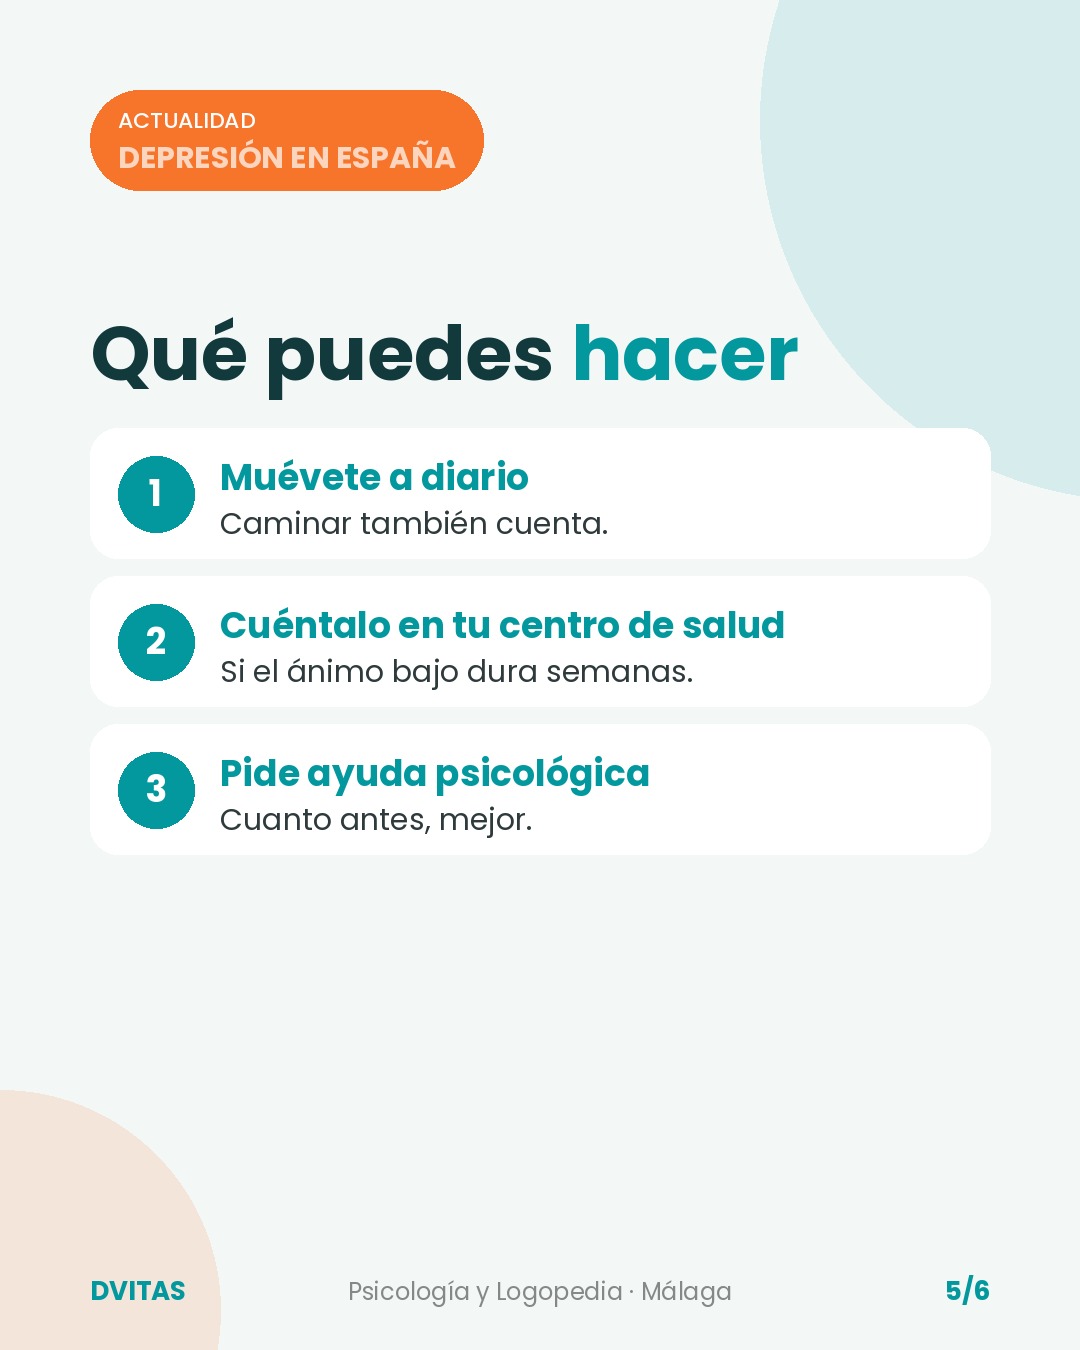 ACTUALIDAD
DEPRESIÓN EN ESPAÑA
Qué puedes hacer
1
Muévete a diario
Caminar también cuenta.
2
Cuéntalo en tu centro de salud
Si el ánimo bajo dura semanas.
3
Pide ayuda psicológica
Cuanto antes, mejor.
DVITAS
Psicología y Logopedia · Málaga
5/6